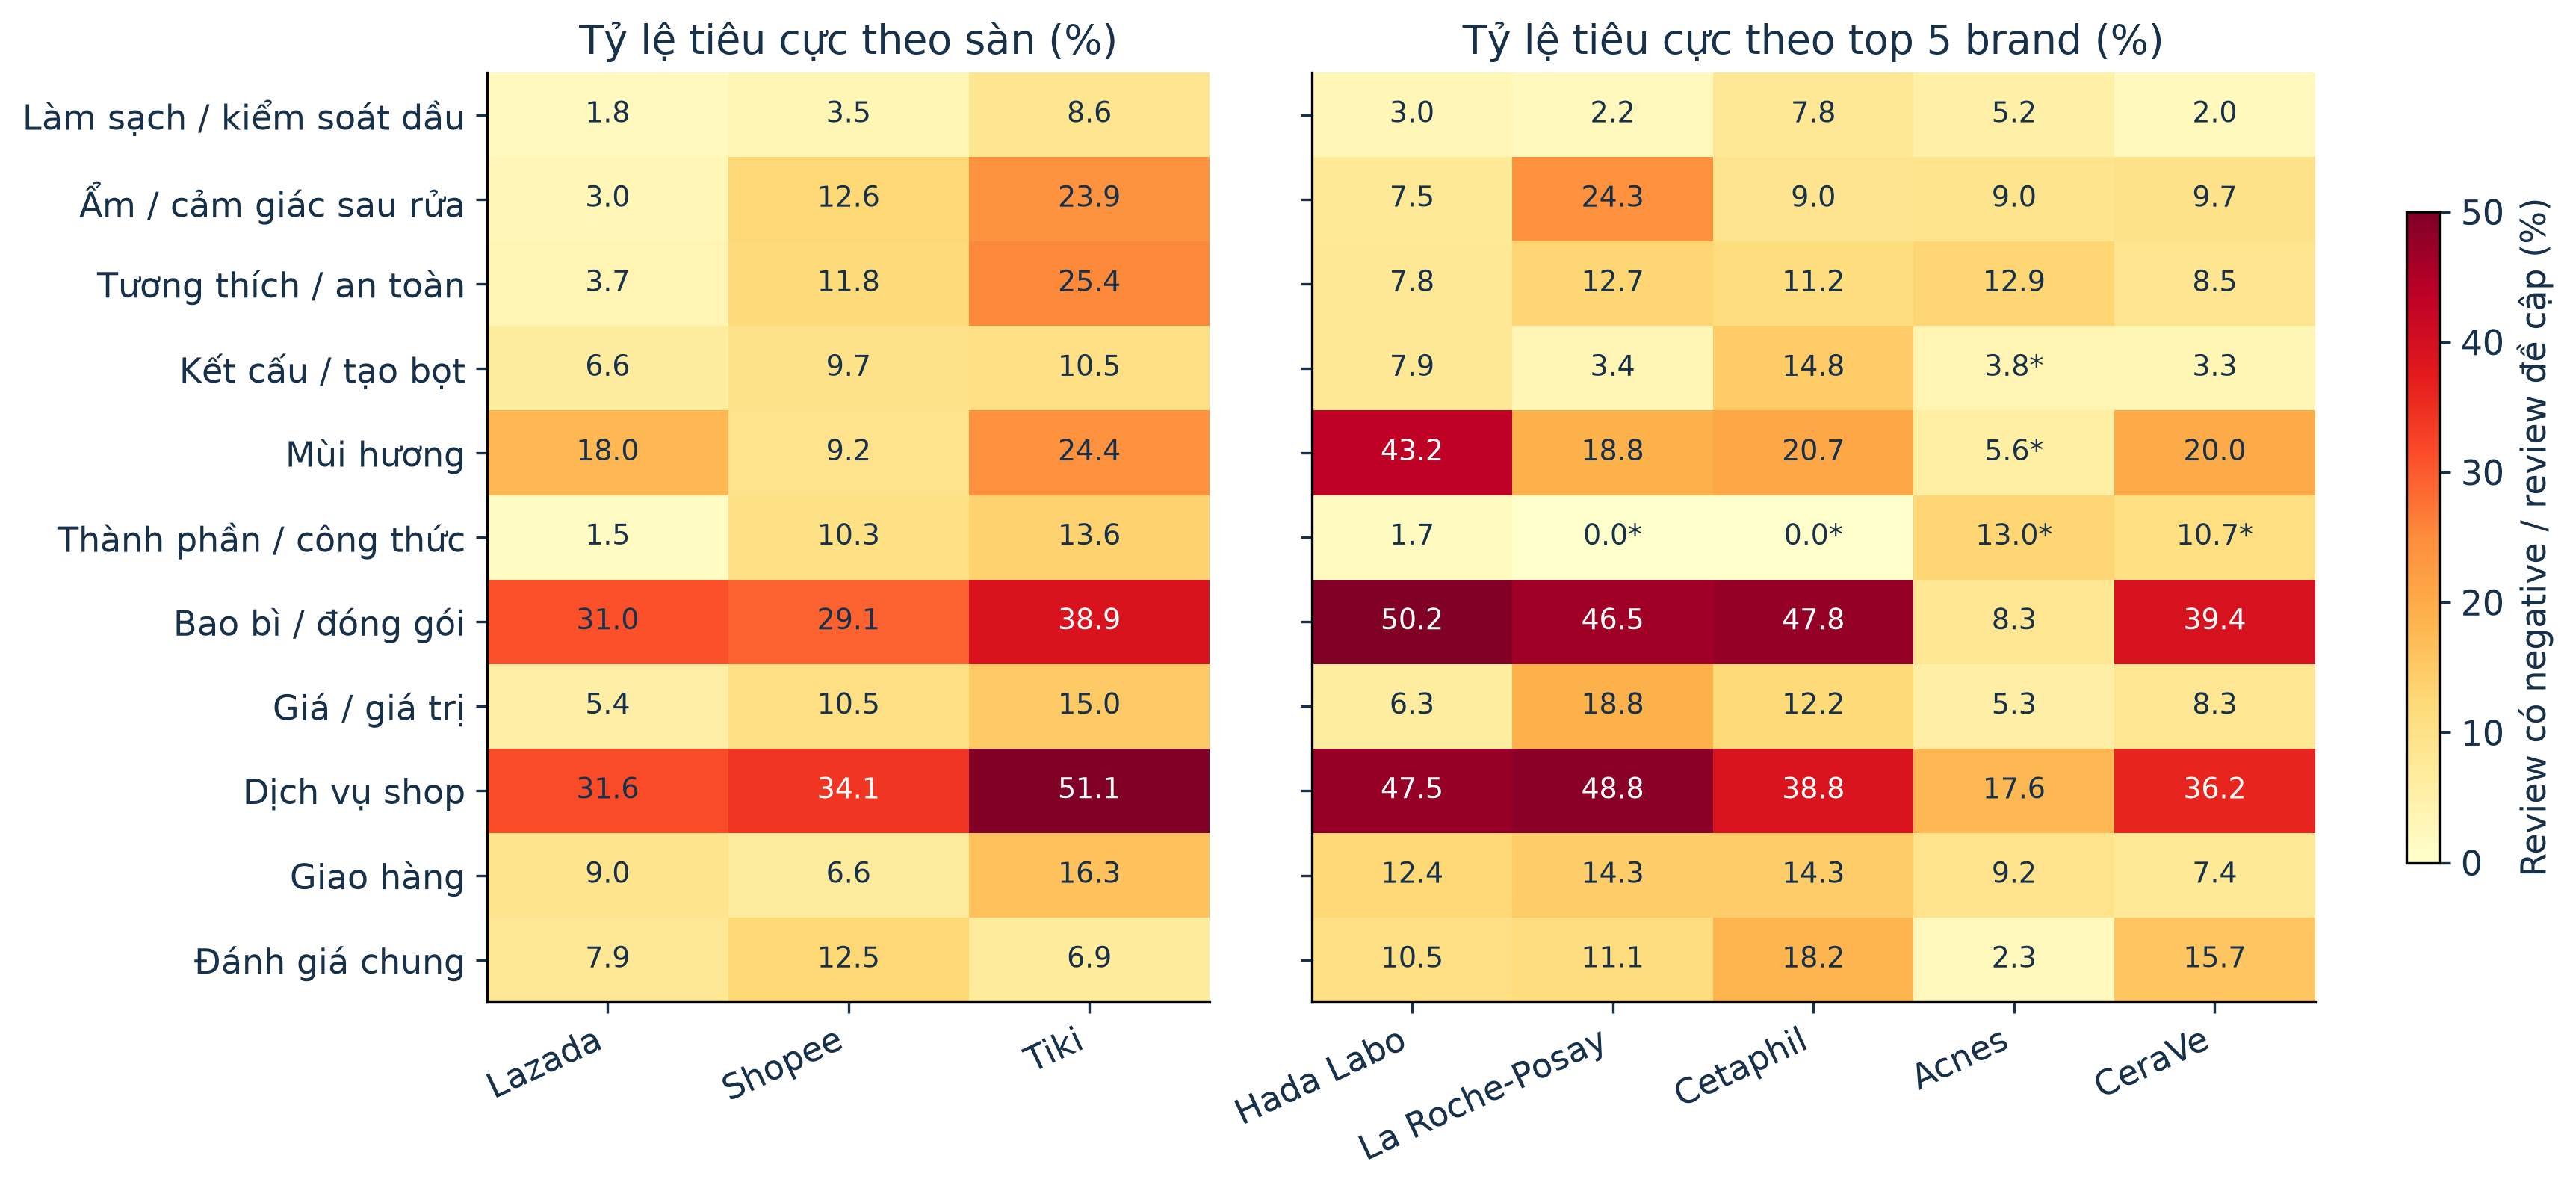 Tỷ lệ tiêu cực theo sàn (%)
Tỷ lệ tiêu cực theo top 5 brand (%)
Làm sạch / kiểm soát dầu 1.8 3.5 8.6 3.0 2.2 7.8 5.2 2.0
Ẩm / cảm giác sau rửa 3.0 12.6 23.9 7.5 24.3 9.0 9.0 9.7
Tương thích / an toàn 3.7 11.8 25.4 7.8 12.7 11.2 12.9 8.5
Kết cấu / tạo bọt 6.6 9.7 10.5 7.9 3.4 14.8 3.8* 3.3
Mùi hương 18.0 9.2 24.4 43.2 18.8 20.7 5.6* 20.0
Thành phần / công thức 1.5 10.3 13.6 1.7 0.0* 0.0* 13.0* 10.7*
Bao bì / đóng gói 31.0 29.1 38.9 50.2 46.5 47.8 8.3 39.4
Giá / giá trị 5.4 10.5 15.0 6.3 18.8 12.2 5.3 8.3
Dịch vụ shop 31.6 34.1 51.1 47.5 48.8 38.8 17.6 36.2
Giao hàng 9.0 6.6 16.3 12.4 14.3 14.3 9.2 7.4
Đánh giá chung 7.9 12.5 6.9 10.5 11.1 18.2 2.3 15.7
Lazada Shopee Tiki
Hada Labo La Roche-Posay Cetaphil Acnes CeraVe
50
40
30
20
10
0
Review có negative / review đề cập (%)